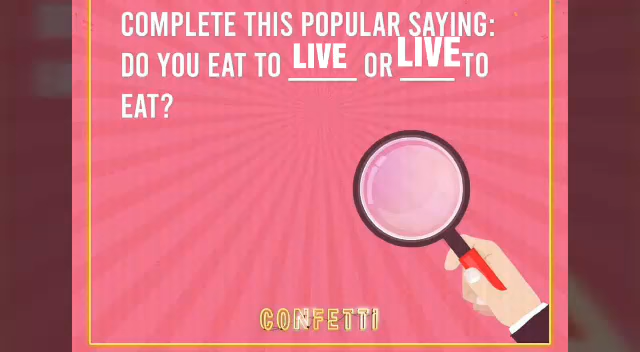 COMPLETE THIS POPULAR SAYING:
DO YOU EAT TO LIVE OR LIVE TO
EAT?
CONFETTI